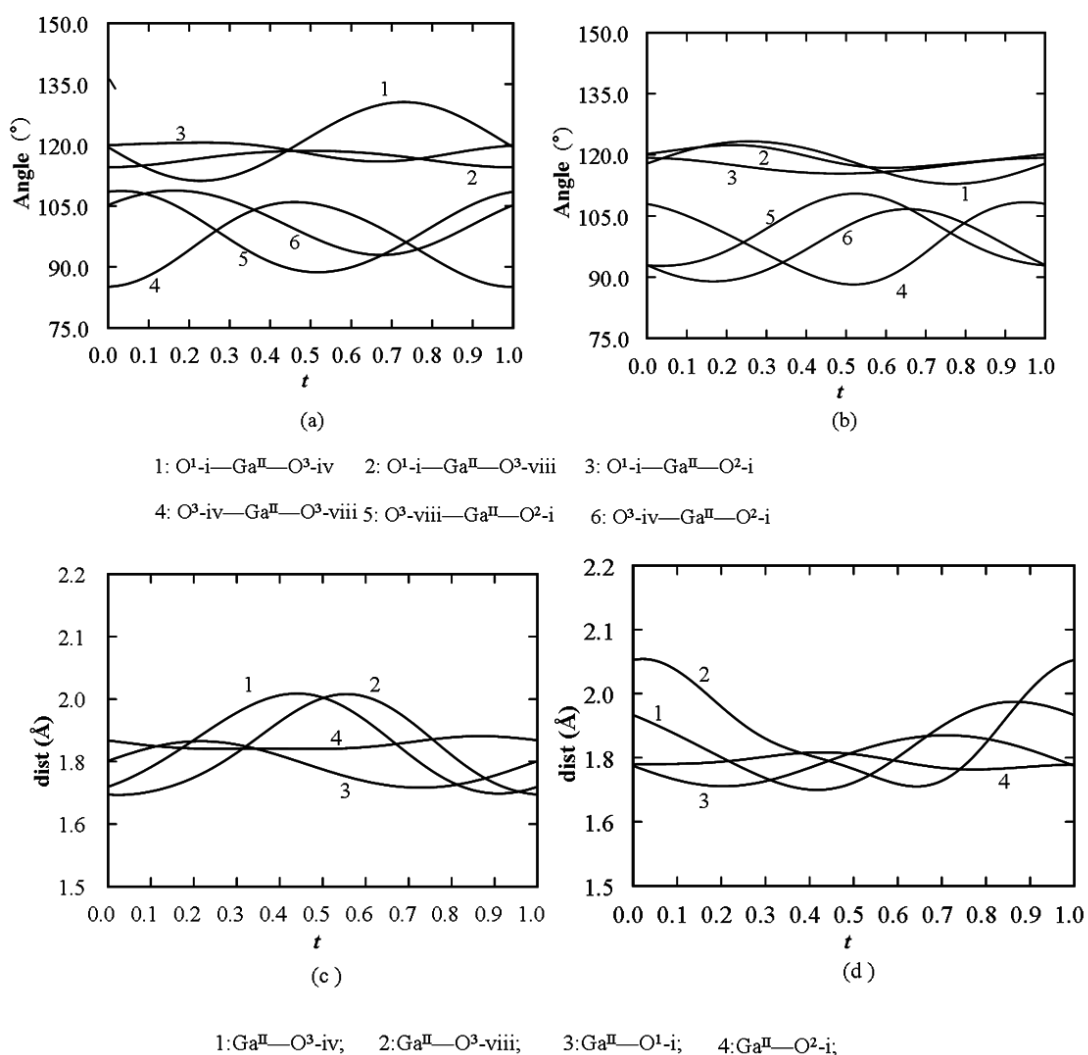 150.0
135.0
120.0
105.0
90.0
75.0
Angle (°)
1
3
2
6
5
4
0.0 0.1 0.2 0.3 0.4 0.5 0.6 0.7 0.8 0.9 1.0
t
(a)
150.0
135.0
120.0
105.0
90.0
75.0
Angle (°)
2
3
1
5
6
4
0.0 0.1 0.2 0.3 0.4 0.5 0.6 0.7 0.8 0.9 1.0
t
(b)
1: O¹-i—Gaᴵᴵ—O³-iv 2: O¹-i—Gaᴵᴵ—O³-viii 3: O¹-i—Gaᴵᴵ—O²-i
4: O³-iv—Gaᴵᴵ—O³-viii 5: O³-viii—Gaᴵᴵ—O²-i 6: O³-iv—Gaᴵᴵ—O²-i
2.2
2.1
2.0
1.8
1.6
1.5
dist (Å)
1
2
4
3
0.0 0.1 0.2 0.3 0.4 0.5 0.6 0.7 0.8 0.9 1.0
t
(c )
2.2
2.1
2.0
1.8
1.6
1.5
dist (Å)
2
1
3
4
0.0 0.1 0.2 0.3 0.4 0.5 0.6 0.7 0.8 0.9 1.0
t
(d)
1:Gaᴵᴵ—O³-iv; 2:Gaᴵᴵ—O³-viii; 3:Gaᴵᴵ—O¹-i; 4:Gaᴵᴵ—O²-i;